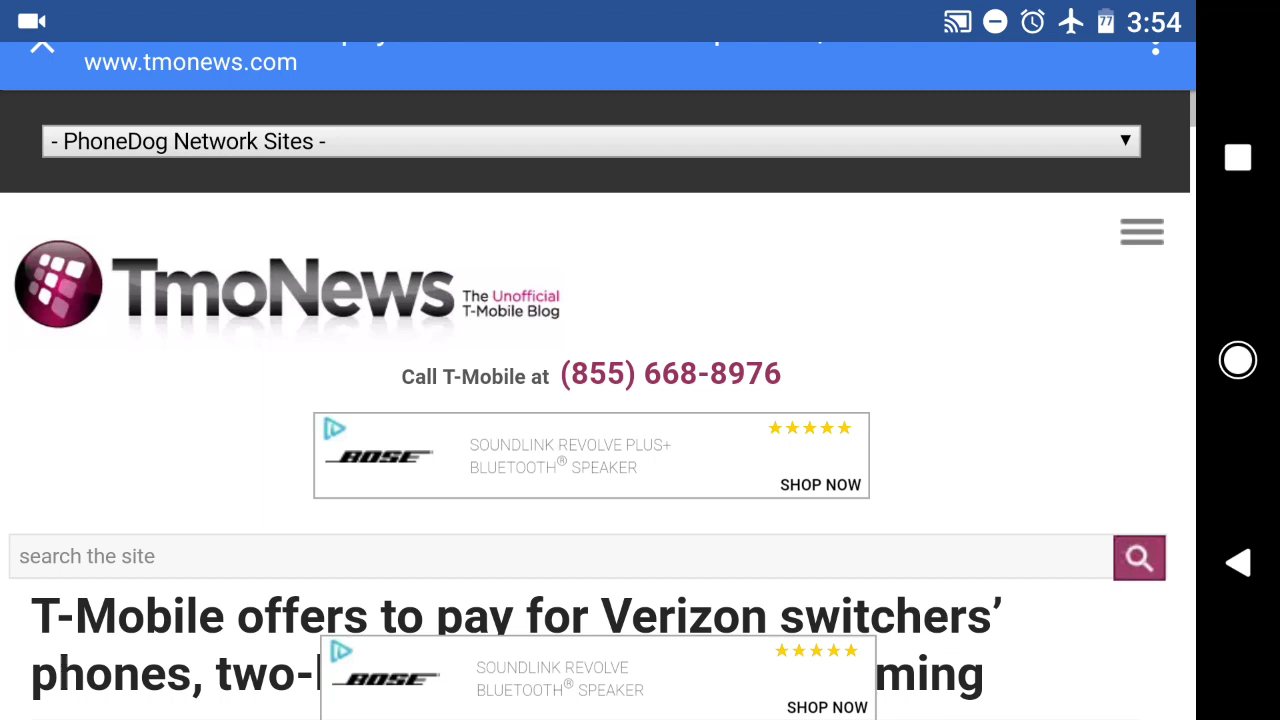 77 3:54
www.tmonews.com
- PhoneDog Network Sites -
TmoNews The Unofficial
T-Mobile Blog
Call T-Mobile at (855) 668-8976
BOSE
SOUNDLINK REVOLVE PLUS+
BLUETOOTH® SPEAKER
SHOP NOW
search the site
T-Mobile offers to pay for Verizon switchers’
phones, two- ming
BOSE
SOUNDLINK REVOLVE
BLUETOOTH® SPEAKER
SHOP NOW